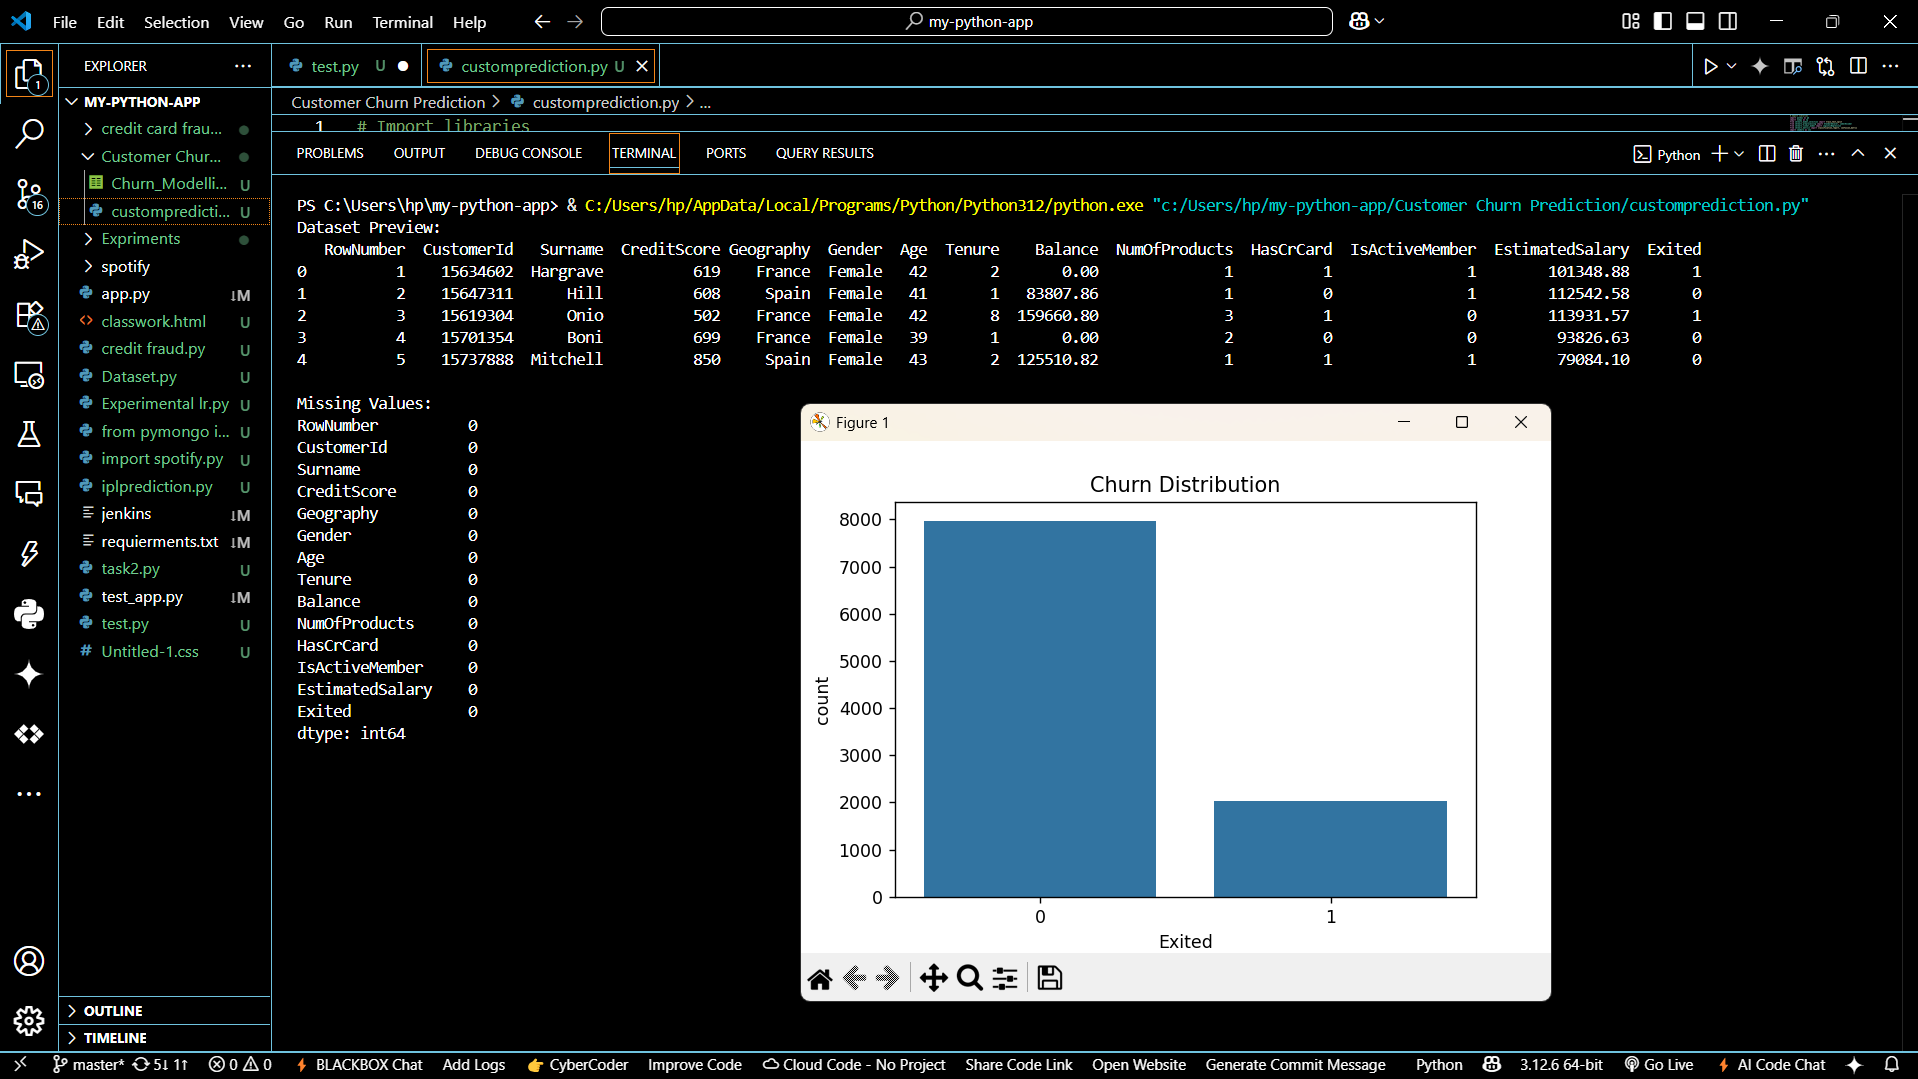 File Edit Selection View Go Run Terminal Help
my-python-app
EXPLORER
MY-PYTHON-APP
credit card frau...
Customer Chur...
Churn_Modelli... U
custompredicti... U
Expriments
spotify
app.py ↓M
classwork.html U
credit fraud.py U
Dataset.py U
Experimental lr.py U
from pymongo i... U
import spotify.py U
iplprediction.py U
jenkins ↓M
requierments.txt ↓M
task2.py U
test_app.py ↓M
test.py U
# Untitled-1.css U
OUTLINE
TIMELINE
1
16
test.py U
customprediction.py U
Customer Churn Prediction > customprediction.py > ...
1 # Import libraries
PROBLEMS OUTPUT DEBUG CONSOLE TERMINAL PORTS QUERY RESULTS
Python
PS C:\Users\hp\my-python-app> & C:/Users/hp/AppData/Local/Programs/Python/Python312/python.exe "c:/Users/hp/my-python-app/Customer Churn Prediction/customprediction.py"
Dataset Preview:
RowNumber CustomerId Surname CreditScore Geography Gender Age Tenure Balance NumOfProducts HasCrCard IsActiveMember EstimatedSalary Exited
0 1 15634602 Hargrave 619 France Female 42 2 0.00 1 1 1 101348.88 1
1 2 15647311 Hill 608 Spain Female 41 1 83807.86 1 0 1 112542.58 0
2 3 15619304 Onio 502 France Female 42 8 159660.80 3 1 0 113931.57 1
3 4 15701354 Boni 699 France Female 39 1 0.00 2 0 0 93826.63 0
4 5 15737888 Mitchell 850 Spain Female 43 2 125510.82 1 1 1 79084.10 0
Missing Values:
RowNumber 0
CustomerId 0
Surname 0
CreditScore 0
Geography 0
Gender 0
Age 0
Tenure 0
Balance 0
NumOfProducts 0
HasCrCard 0
IsActiveMember 0
EstimatedSalary 0
Exited 0
dtype: int64
Figure 1
Churn Distribution
8000
7000
6000
5000
4000
3000
2000
1000
0
count
0 1
Exited
master* 5↓ 1↑ 0 0 BLACKBOX Chat Add Logs CyberCoder Improve Code Cloud Code - No Project Share Code Link Open Website Generate Commit Message Python 3.12.6 64-bit Go Live AI Code Chat